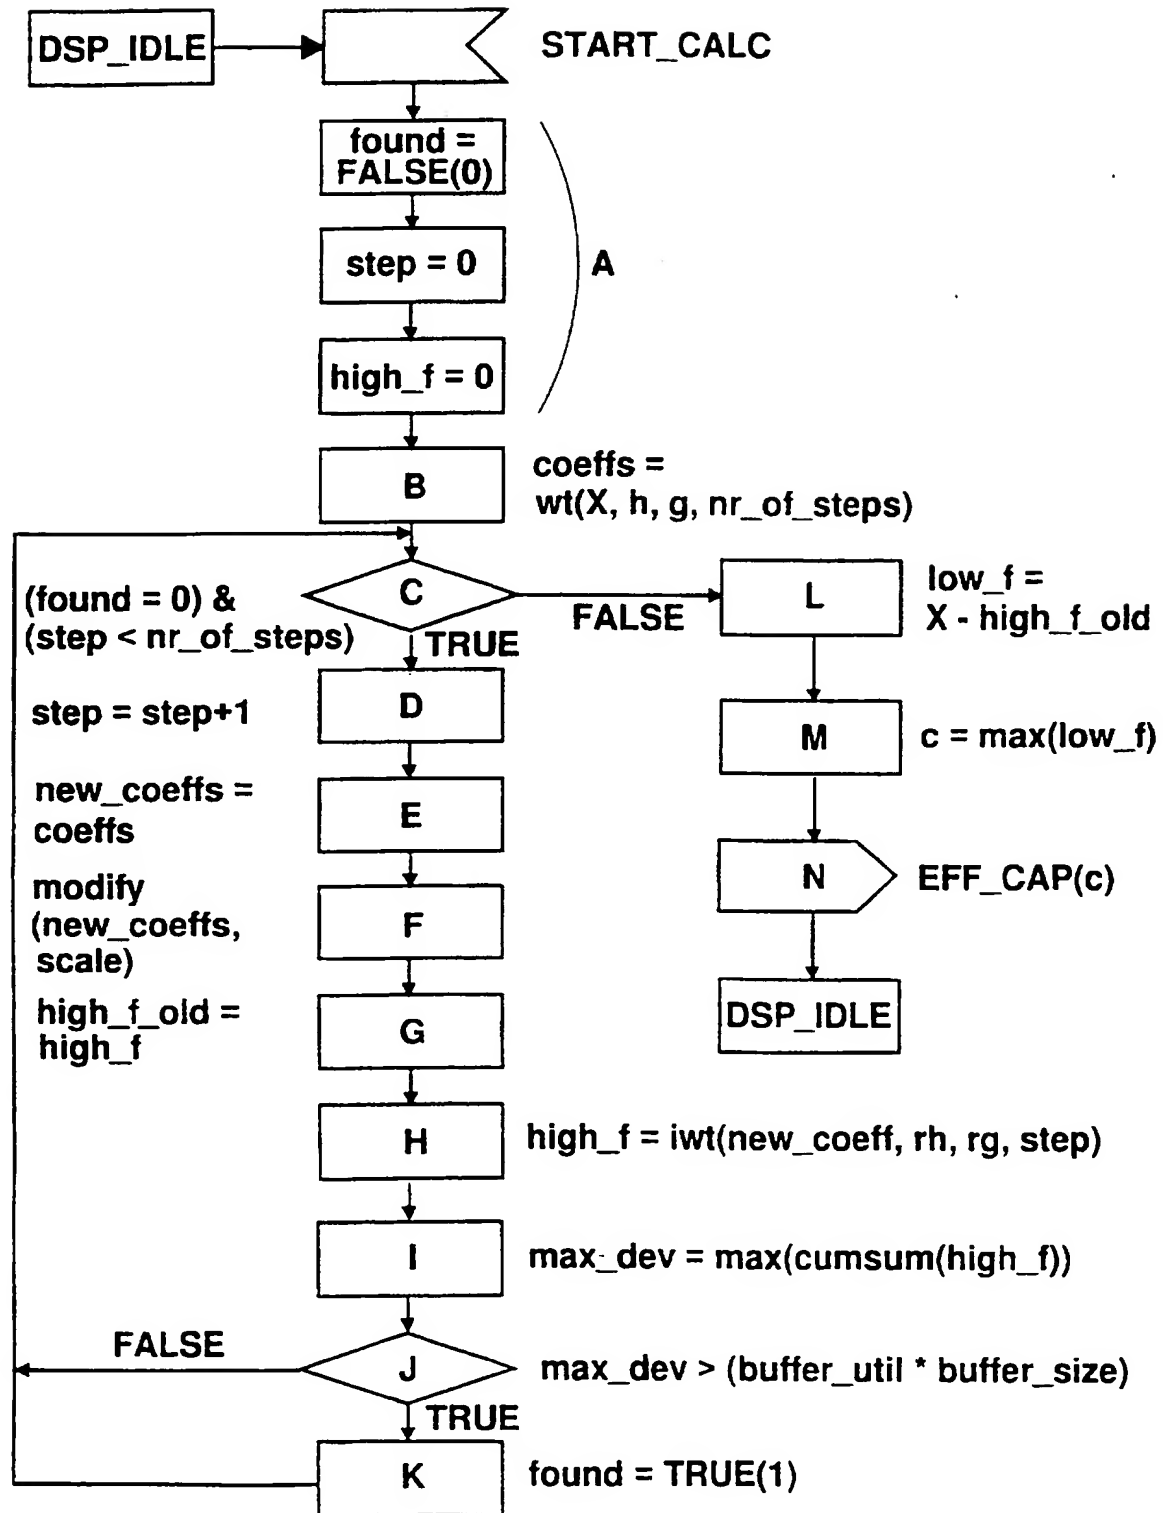 DSP_IDLE
START_CALC
found =
FALSE(0)
step = 0
A
high_f = 0
B
coeffs =
wt(X, h, g, nr_of_steps)
C
(found = 0) &
(step < nr_of_steps)
TRUE
FALSE
L
low_f =
X - high_f_old
D
step = step+1
M
c = max(low_f)
E
new_coeffs =
coeffs
N
EFF_CAP(c)
F
modify
(new_coeffs,
scale)
G
high_f_old =
high_f
DSP_IDLE
H
high_f = iwt(new_coeff, rh, rg, step)
I
max_dev = max(cumsum(high_f))
FALSE
J
max_dev > (buffer_util * buffer_size)
TRUE
K
found = TRUE(1)